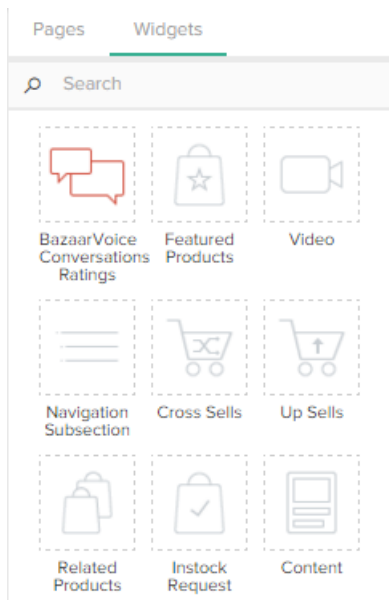 Pages Widgets
Search
BazaarVoice
Conversations
Ratings
Featured
Products
Video
Navigation
Subsection
Cross Sells
Up Sells
Related
Products
Instock
Request
Content